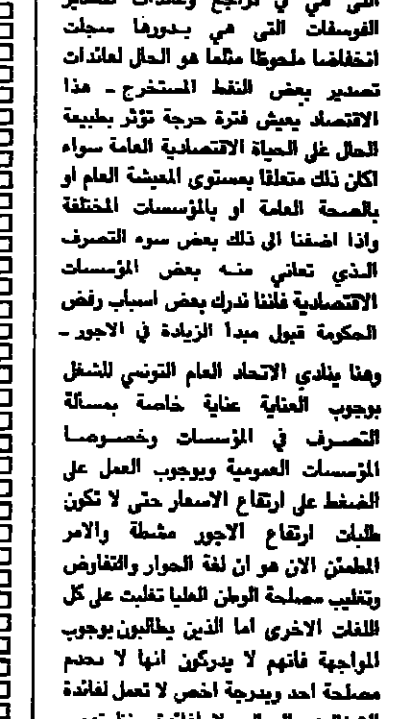 التى هي في تراجع وعائدات تصدير
الفوسفات التى هي بدورها سجلت
انخفاضا ملحوظا مثلما هو الحال لعائدات
تصدير بعض النفط المستخرج ـ هذا
الاقتصاد يعيش فترة حرجة تؤثر بطبيعة
الحال على الحياة الاقتصادية العامة سواء
اكان ذلك متعلقا بمستوى المعيشة العام او
بالصحة العامة او بالمؤسسات المختلفة
واذا اضفنا الى ذلك بعض سوء التصرف
الذي تعاني منه بعض المؤسسات
الاقتصادية فاننا ندرك بعض اسباب رفض
الحكومة قبول مبدأ الزيادة في الاجور ـ
وهنا ينادي الاتحاد العام التونسي للشغل
بوجوب العناية عناية خاصة بمسألة
التصرف في المؤسسات وخصوصا
المؤسسات العمومية وبوجوب العمل على
الضغط على ارتفاع الاسعار حتى لا تكون
طلبات ارتفاع الاجور مشطة والامر
المطمئن الان هو ان لغة الحوار والتفاوض
وتغليب مصلحة الوطن العليا تغلبت على كل
اللغات الاخرى اما الذين يطالبون بوجوب
المواجهة فانهم لا يدركون انها لا تخدم
مصلحة احد وبدرجة اخص لا تعمل لفائدة